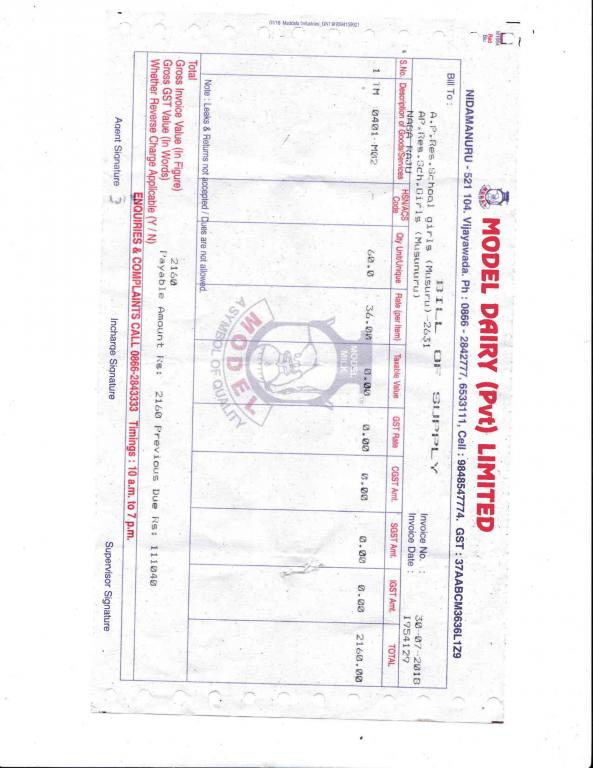 MODEL DAIRY (Pvt) LIMITED
NIDAMANURU - 521 104. Vijayawada. Ph : 0866 - 2842777, 6533111, Cell : 9848547774. GST : 37AABCM3636L1Z9
BILL OF SUPPLY
Bill To :
A.P.Res.School girls (Musuru)-2631
AP.Res.Sch.Girls (Musunuru)
NAGA RAJU
Invoice No. : 30-07-2018
Invoice Date : 1954129
S.No. Description of Goods/Services HSN/ACS Code Qty Unit/Unique Rate (per Item) Taxable Value GST Rate CGST Amt. SGST Amt. IGST Amt. TOTAL
1 TM 0401-M02 60.0 36.00 0.00 0.00 0.00 0.00 0.00 2160.00
HOUSE
MILK
MODEL
A SYMBOL OF QUALITY
Note : Leaks & Returns not accepted / Dues are not allowed.
Total
Gross Invoice Value (In Figure) 2160
Gross GST Value (In Words) Payable Amount Rs: 2160 Previous Due Rs: 111040
Whether Reverse Charge Applicable (Y / N)
ENQUIRIES & COMPLAINTS CALL 0866-2843333 Timings : 10 a.m. to 7 p.m.
Agent Signature Incharge Signature Supervisor Signature